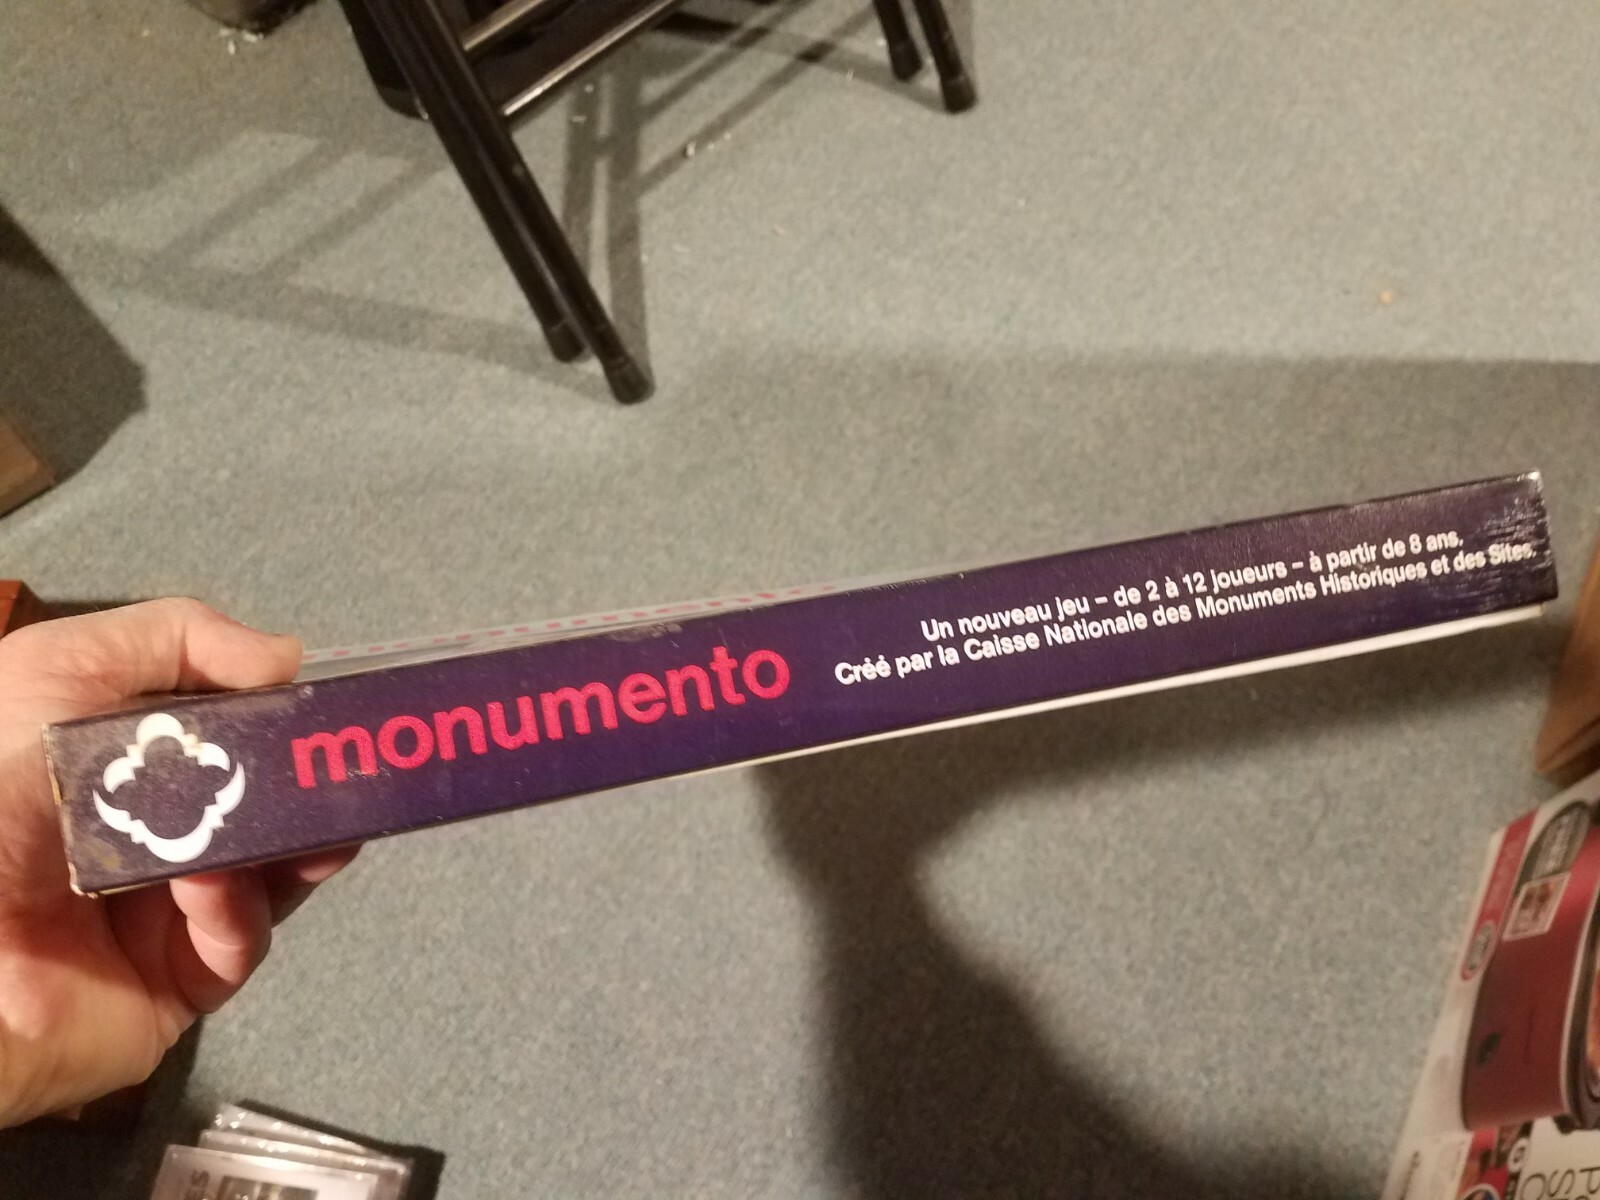 monumento
Un nouveau jeu – de 2 à 12 joueurs – à partir de 8 ans.
Créé par la Caisse Nationale des Monuments Historiques et des Sites.